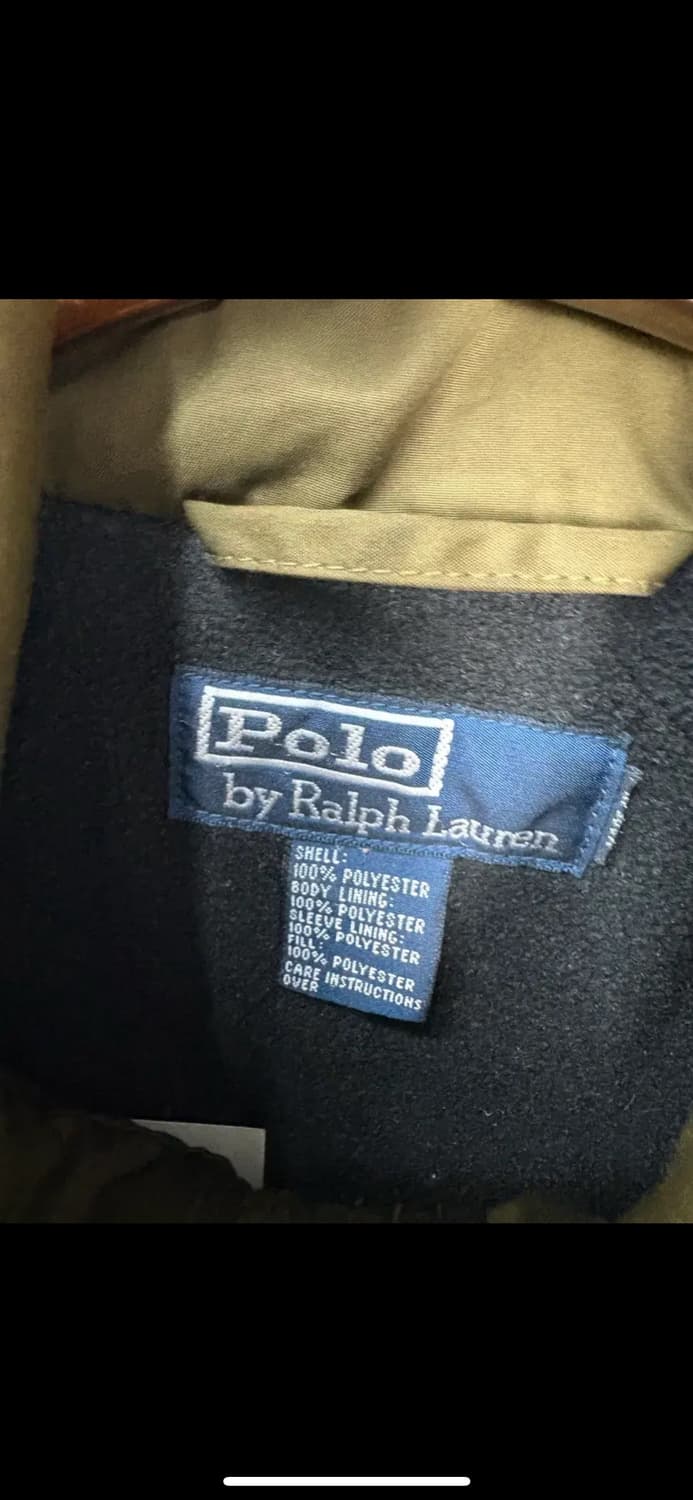 Polo
by Ralph Lauren
SHELL:
100% POLYESTER
BODY LINING:
100% POLYESTER
SLEEVE LINING:
100% POLYESTER
FILL:
100% POLYESTER
CARE INSTRUCTIONS
OVER